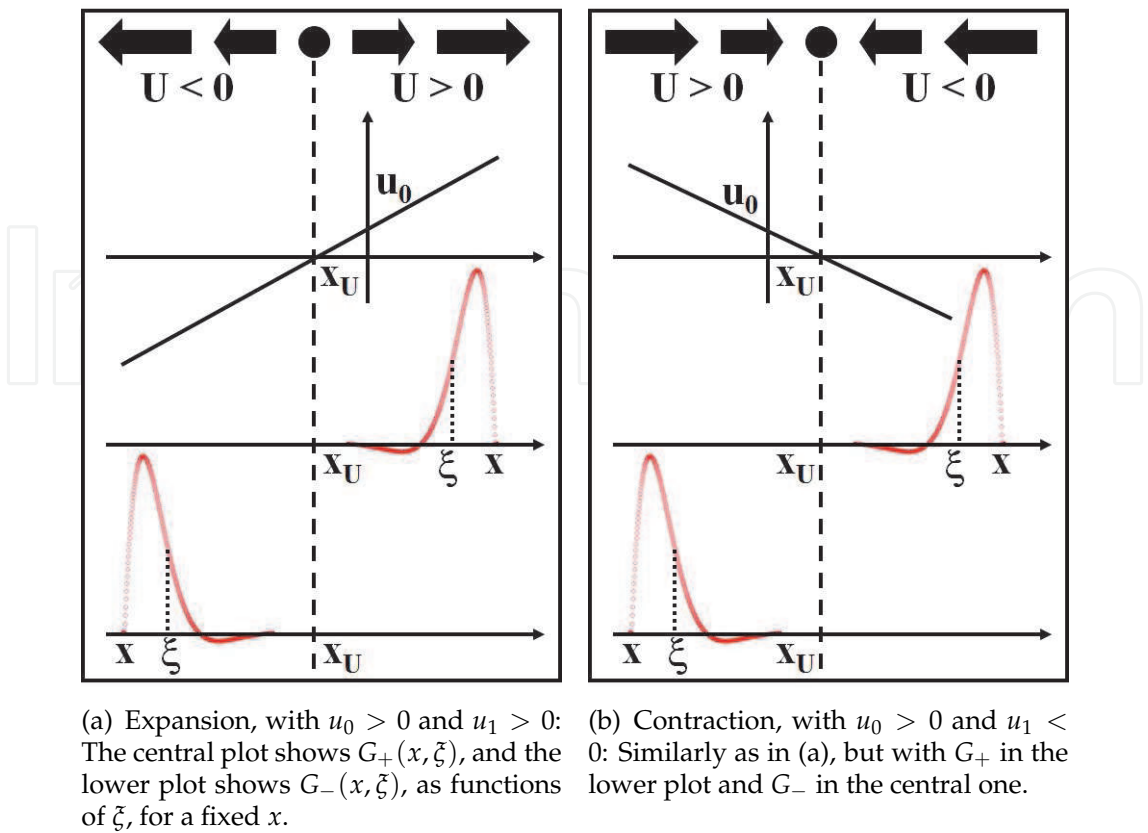 U < 0 U > 0
u0
xU
xU ξ x
x ξ xU
U > 0 U < 0
u0
xU
xU ξ x
x ξ xU
(a) Expansion, with u0 > 0 and u1 > 0:
The central plot shows G+(x, ξ), and the
lower plot shows G−(x, ξ), as functions
of ξ, for a fixed x.
(b) Contraction, with u0 > 0 and u1 <
0: Similarly as in (a), but with G+ in the
lower plot and G− in the central one.